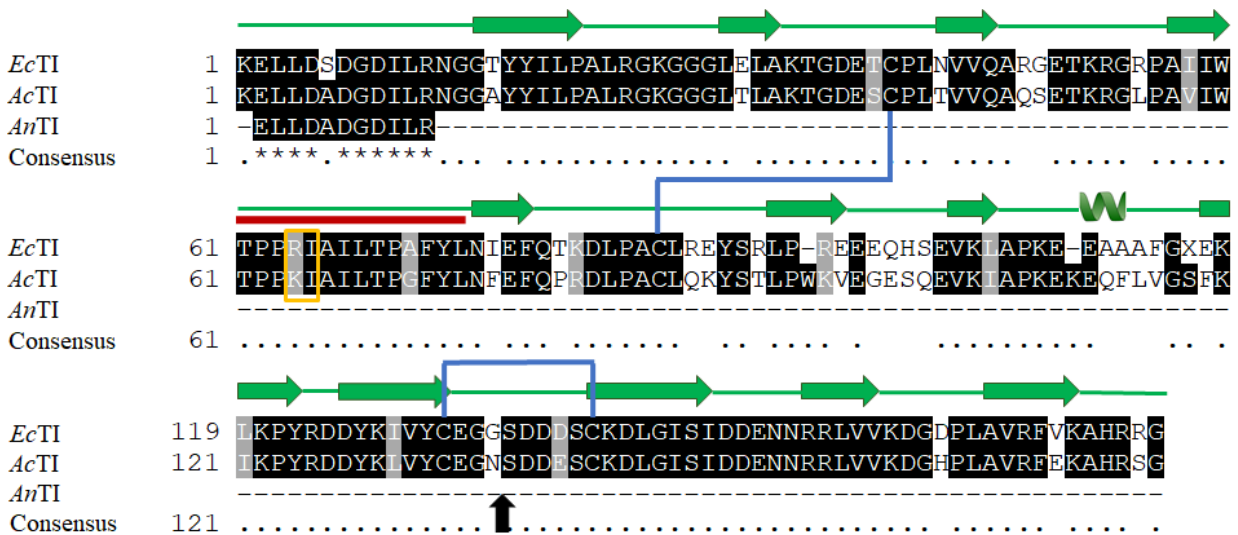 EcTI 1 KELLDSDGDILRNGGTYYILPALRGKGGGLELAKTGDETCPLNVVQARGETKRGRPAIIW
AcTI 1 KELLDADGDILRNGGAYYILPALRGKGGGLTLAKTGDESCPLTVVQAQSETKRGLPAVIW
AnTI 1 -ELLDADGDILR------------------------------------------------
Consensus 1 .****.******... .............. ........... ....  ..... .....
EcTI 61 TPPRIAILTPAFYLNIEFQTKDLPACLREYSRLP-REEEQHSEVKLAPKE-EAAAFGXEK
AcTI 61 TPPKIAILTPGFYLNFEFQPRDLPACLQKYSTLPWKVEGESQEVKIAPKEKEQFLVGSFK
AnTI ------------------------------------------------------------
Consensus 61 ............... ... .......  .. .. . .    ........ .    .. .
EcTI 119 LKPYRDDYKIVYCEGGSDDDSCKDLGISIDDENNRRLVVKDGDPLAVRFVKAHRRG
AcTI 121 IKPYRDDYKLVYCEGNSDDESCKDLGISIDDENNRRLVVKDGHPLAVRFEKAHRSG
AnTI --------------------------------------------------------
Consensus 121 ............... .......................... ...... .... .